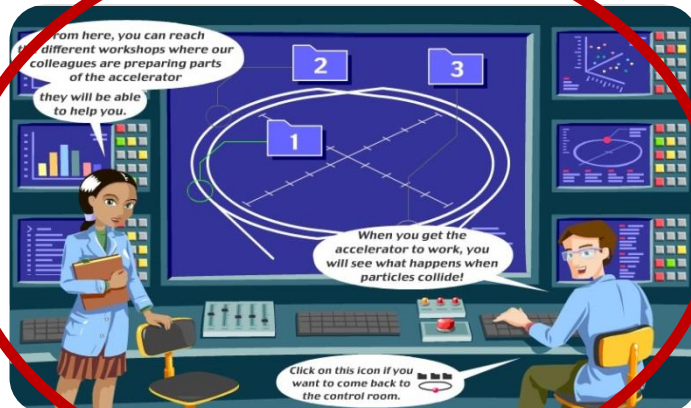 From here, you can reach
the different workshops where our
colleagues are preparing parts
of the accelerator
they will be able
to help you.
2
3
1
When you get the
accelerator to work, you
will see what happens when
particles collide!
Click on this icon if you
want to come back to
the control room.